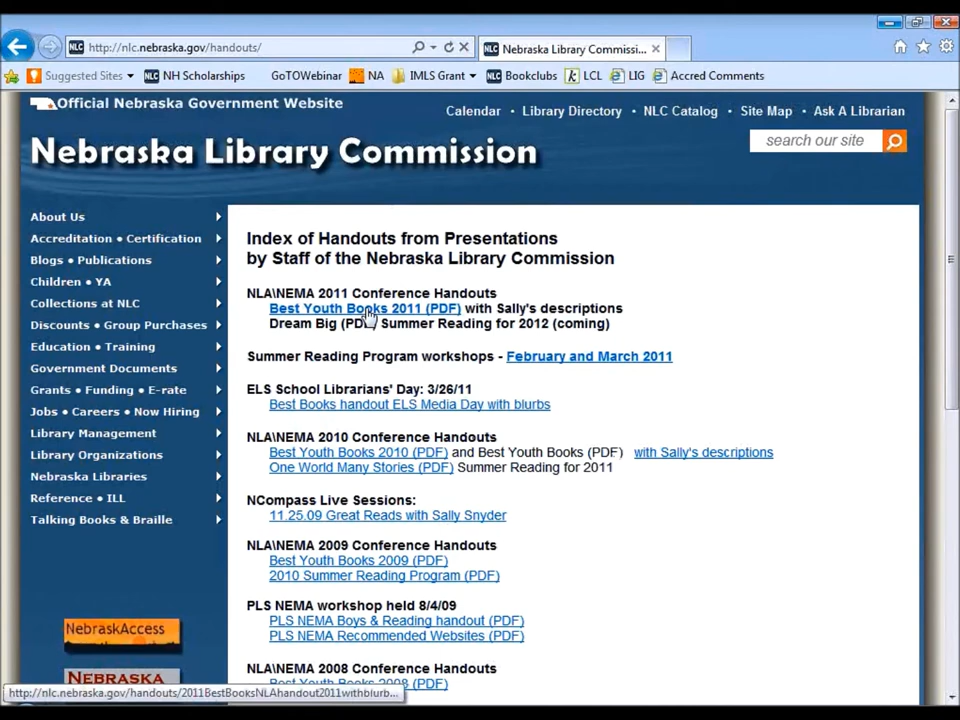 NLC http://nlc.nebraska.gov/handouts/
NLC Nebraska Library Commissi...
Suggested Sites NLC NH Scholarships GoTOWebinar NA IMLS Grant NLC Bookclubs k LCL LIG Accred Comments
Official Nebraska Government Website
Calendar • Library Directory • NLC Catalog • Site Map • Ask A Librarian
Nebraska Library Commission
search our site
About Us
Accreditation • Certification
Blogs • Publications
Children • YA
Collections at NLC
Discounts • Group Purchases
Education • Training
Government Documents
Grants • Funding • E-rate
Jobs • Careers • Now Hiring
Library Management
Library Organizations
Nebraska Libraries
Reference • ILL
Talking Books & Braille
NebraskAccess
NEBRASKA
Index of Handouts from Presentations
by Staff of the Nebraska Library Commission
NLA\NEMA 2011 Conference Handouts
Best Youth Books 2011 (PDF) with Sally's descriptions
Dream Big (PD Summer Reading for 2012 (coming)
Summer Reading Program workshops - February and March 2011
ELS School Librarians' Day: 3/26/11
Best Books handout ELS Media Day with blurbs
NLA\NEMA 2010 Conference Handouts
Best Youth Books 2010 (PDF) and Best Youth Books (PDF) with Sally's descriptions
One World Many Stories (PDF) Summer Reading for 2011
NCompass Live Sessions:
11.25.09 Great Reads with Sally Snyder
NLA\NEMA 2009 Conference Handouts
Best Youth Books 2009 (PDF)
2010 Summer Reading Program (PDF)
PLS NEMA workshop held 8/4/09
PLS NEMA Boys & Reading handout (PDF)
PLS NEMA Recommended Websites (PDF)
NLA\NEMA 2008 Conference Handouts
Best Youth Books 2008 (PDF)
http://nlc.nebraska.gov/handouts/2011BestBooksNLAhandout2011withblurb...